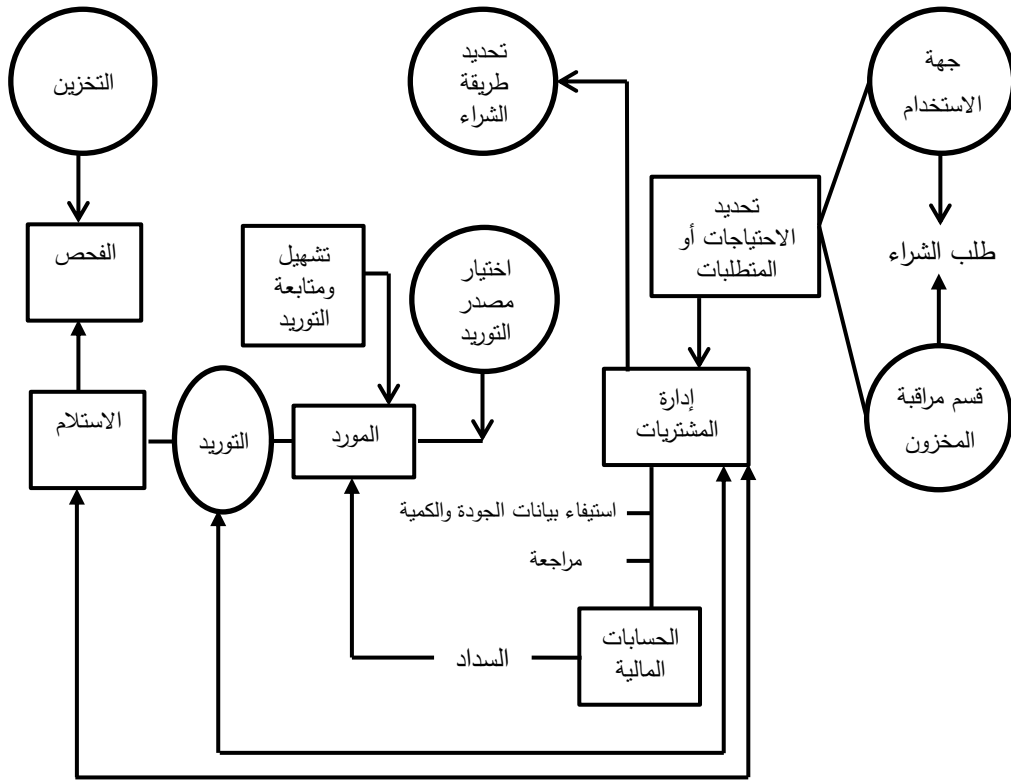 جهة
الاستخدام
طلب الشراء
قسم مراقبة
المخزون
تحديد
الاحتياجات أو
المتطلبات
تحديد
طريقة
الشراء
إدارة
المشتريات
استيفاء بيانات الجودة والكمية
مراجعة
الحسابات
المالية
السداد
اختيار
مصدر
التوريد
تشهيل
ومتابعة
التوريد
المورد
التوريد
الاستلام
الفحص
التخزين